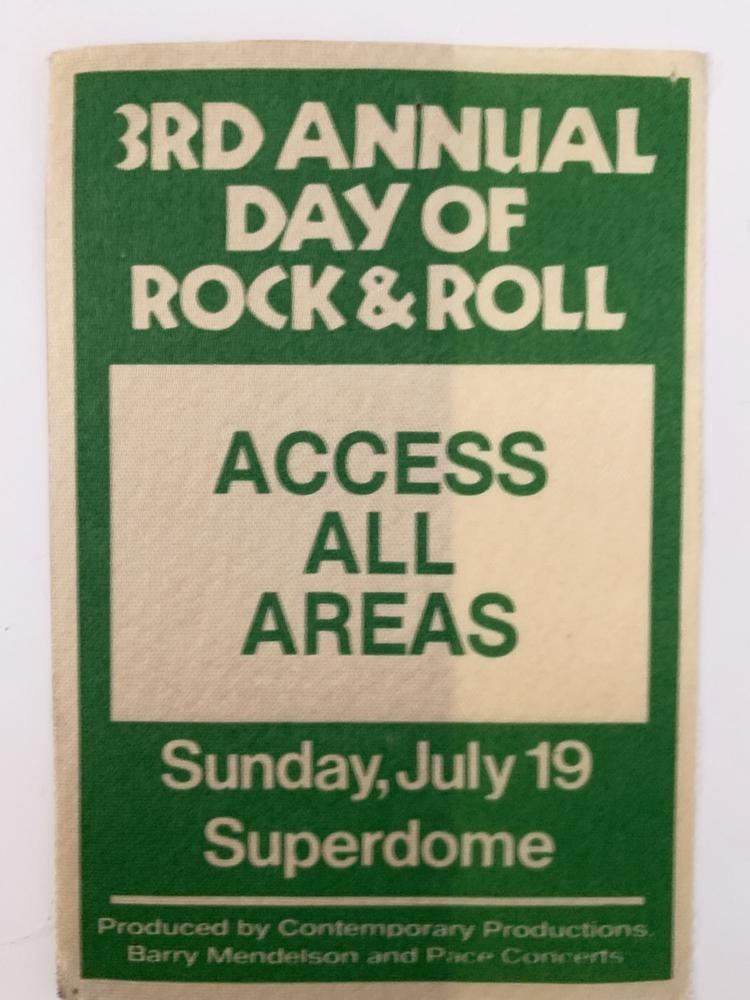 3RD ANNUAL
DAY OF
ROCK & ROLL
ACCESS
ALL
AREAS
Sunday, July 19
Superdome
Produced by Contemporary Productions.
Barry Mendelson and Pace Concerts